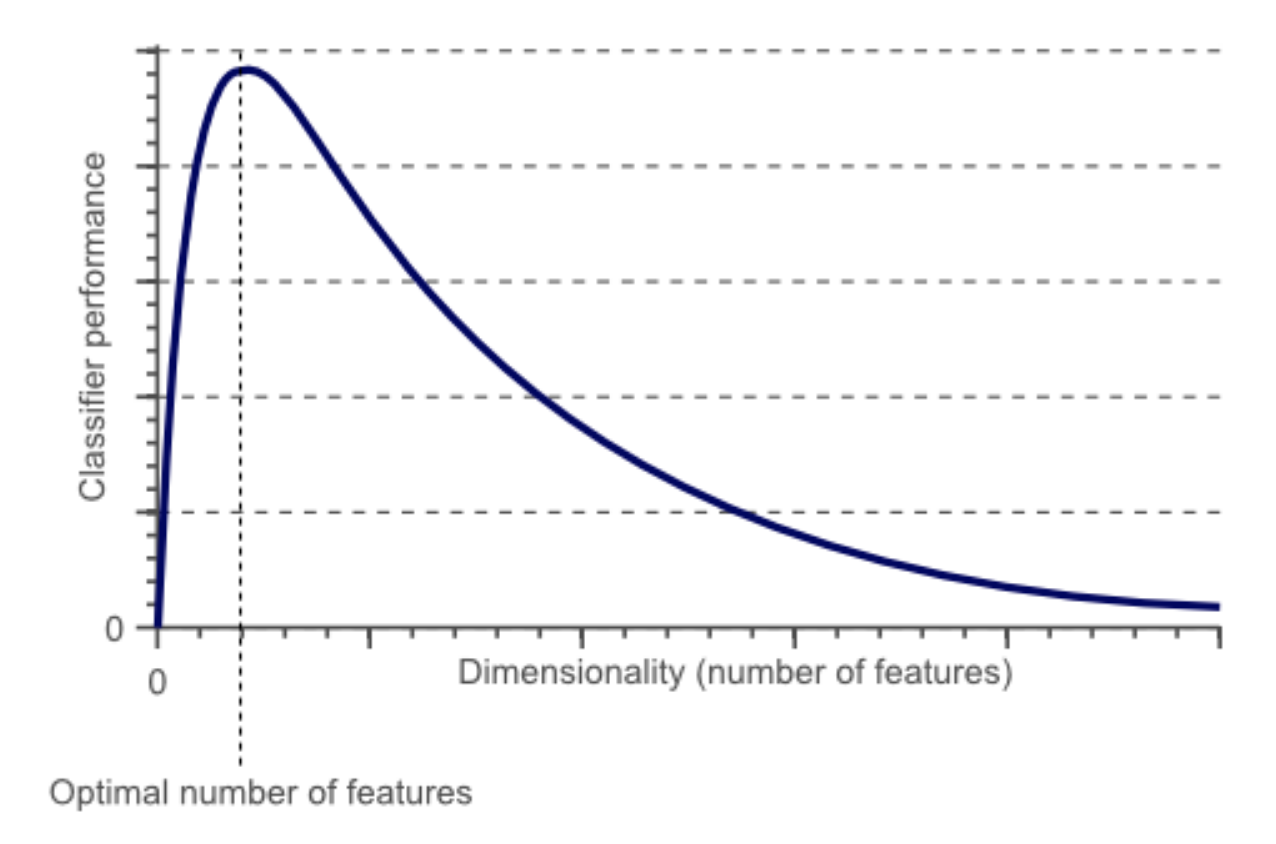 Classifier performance
0
0
Dimensionality (number of features)
Optimal number of features